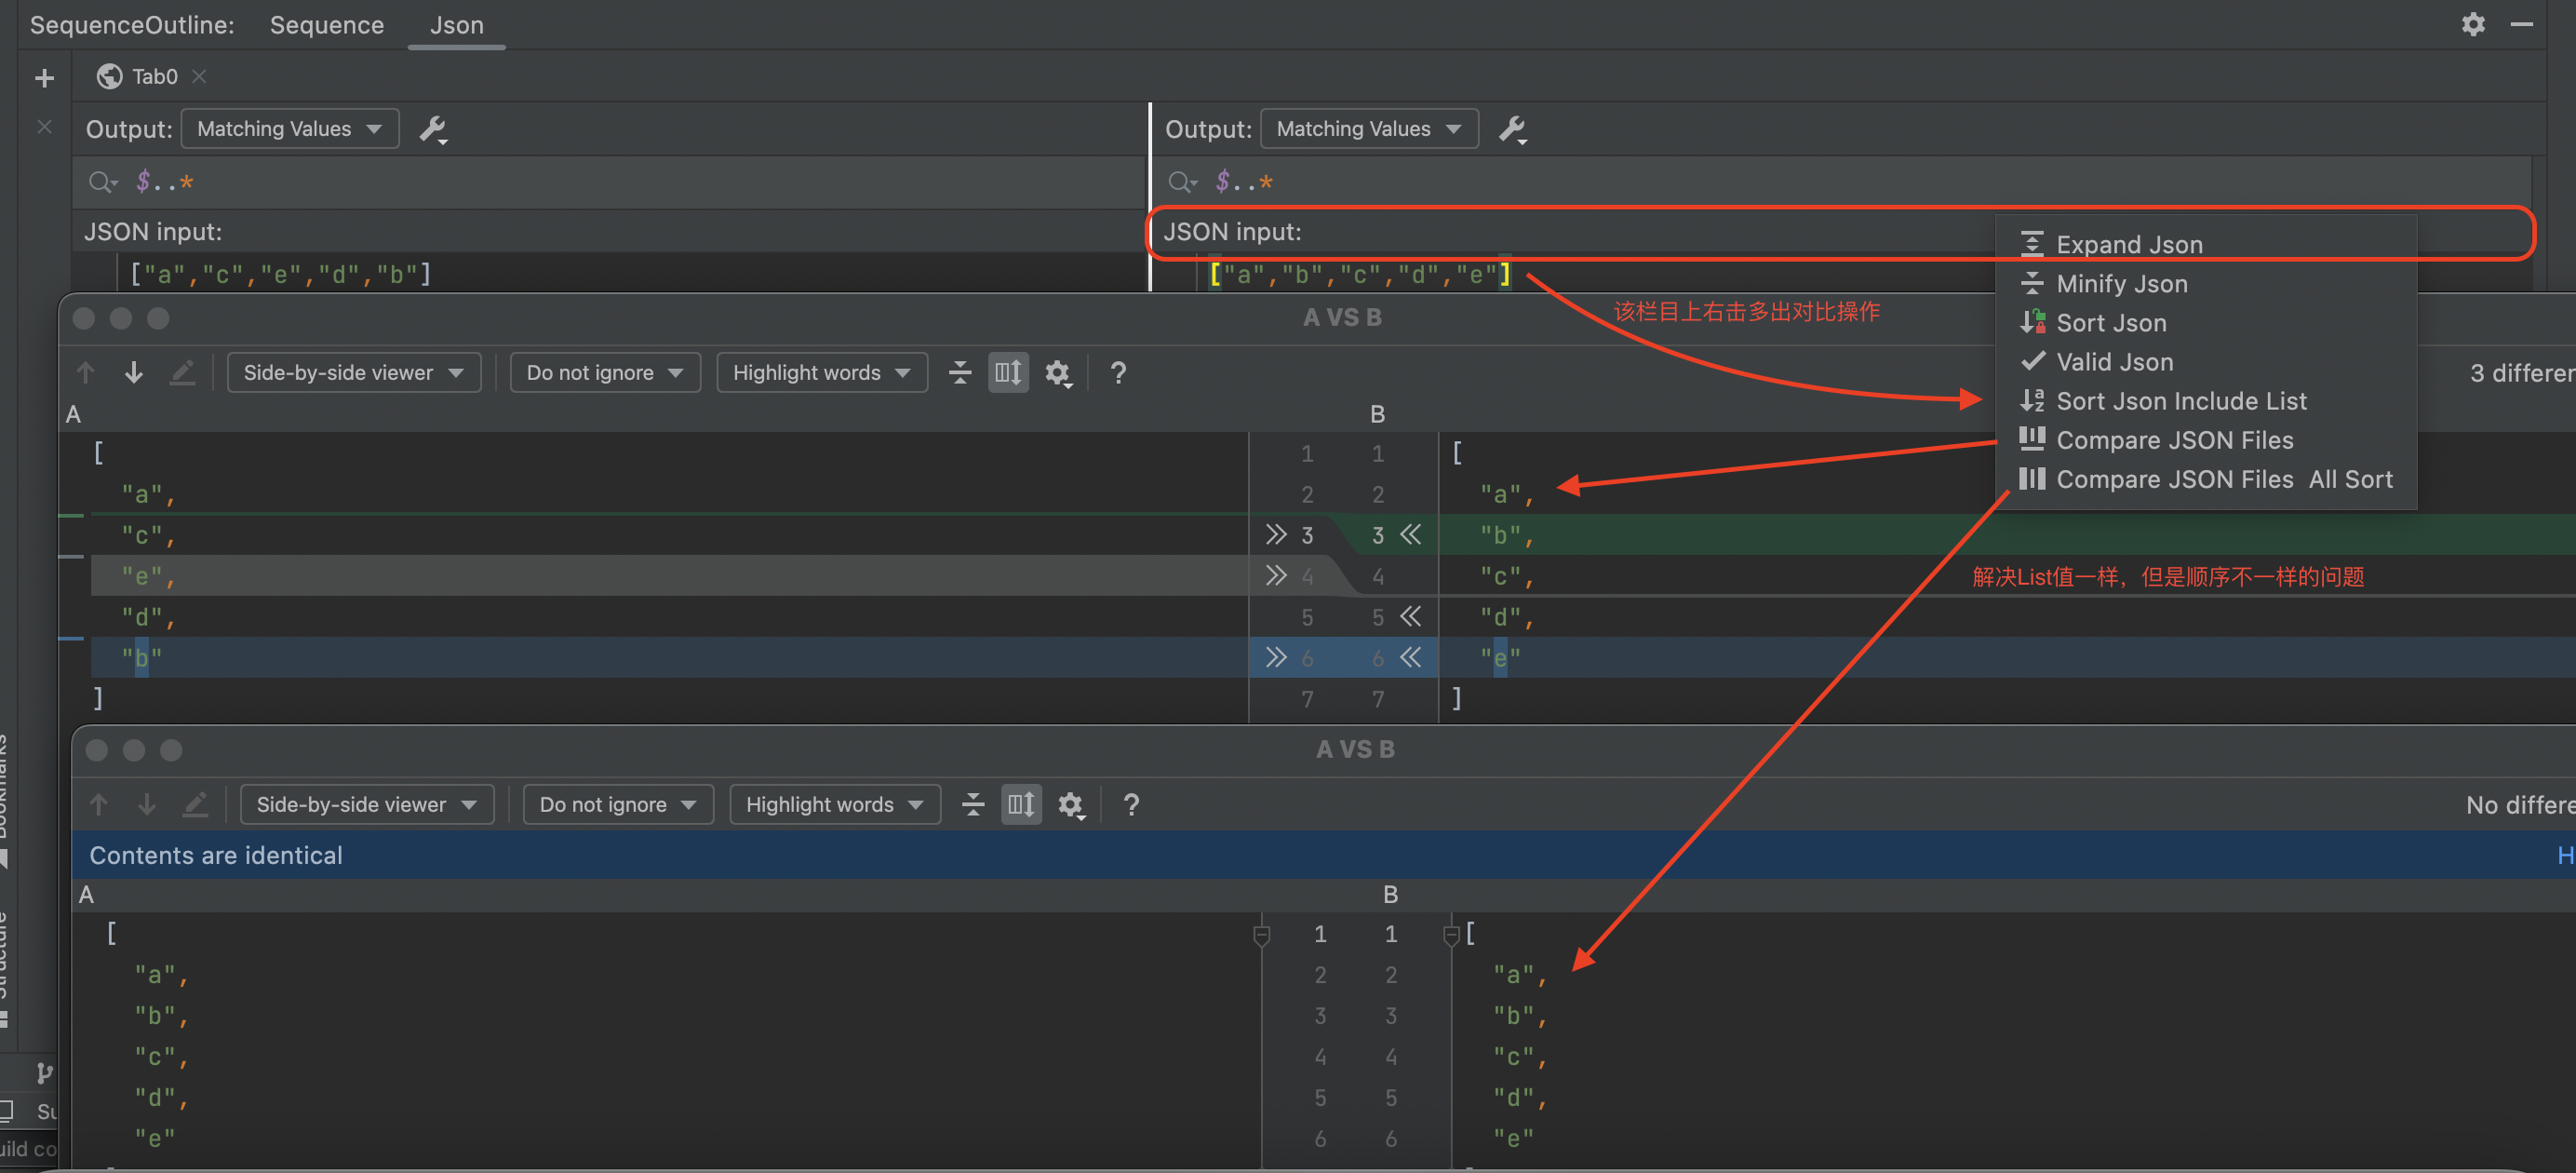 SequenceOutline: Sequence Json
Tab0
Output: Matching Values
Output: Matching Values
$..*
$..*
JSON input:
JSON input:
["a","c","e","d","b"]
["a","b","c","d","e"]
Expand Json
Minify Json
Sort Json
Valid Json
Sort Json Include List
Compare JSON Files
Compare JSON Files All Sort
该栏目上右击多出对比操作
A VS B
Side-by-side viewer Do not ignore Highlight words ? 3 differen
A B
[ 1 1 [
"a", 2 2 "a",
"c", 3 3 "b",
"e", 4 4 "c",
"d", 5 5 "d",
"b" 6 6 "e"
] 7 7 ]
解决List值一样，但是顺序不一样的问题
A VS B
Side-by-side viewer Do not ignore Highlight words ? No differe
Contents are identical H
A B
[ 1 1 [
"a", 2 2 "a",
"b", 3 3 "b",
"c", 4 4 "c",
"d", 5 5 "d",
"e" 6 6 "e"
Bookmarks
Structure
Su
uild co